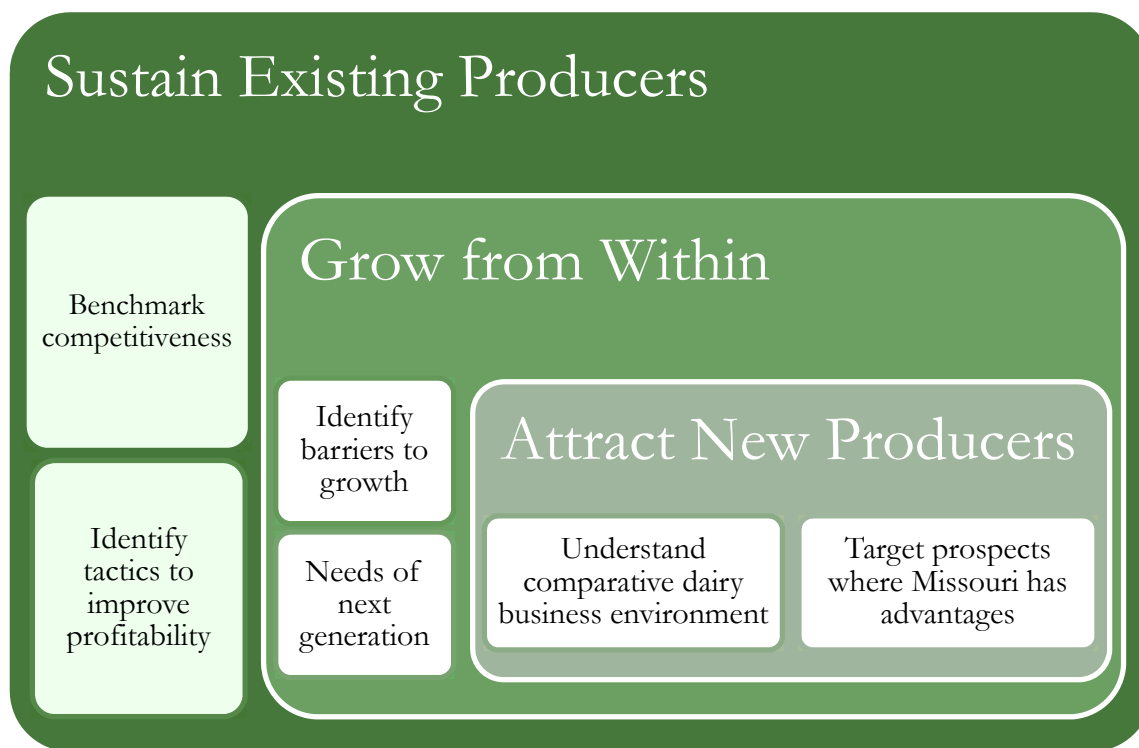 Sustain Existing Producers
Benchmark
competitiveness
Identify
tactics to
improve
profitability
Grow from Within
Identify
barriers to
growth
Needs of
next
generation
Attract New Producers
Understand
comparative dairy
business environment
Target prospects
where Missouri has
advantages